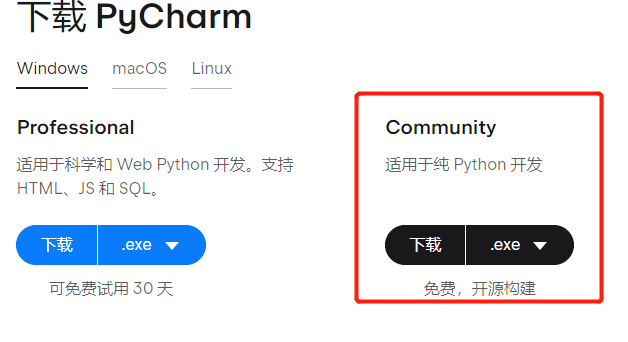 下载 PyCharm
Windows macOS Linux
Professional
适用于科学和 Web Python 开发。支持
HTML、JS 和 SQL。
下载 .exe
可免费试用 30 天
Community
适用于纯 Python 开发
下载 .exe
免费，开源构建